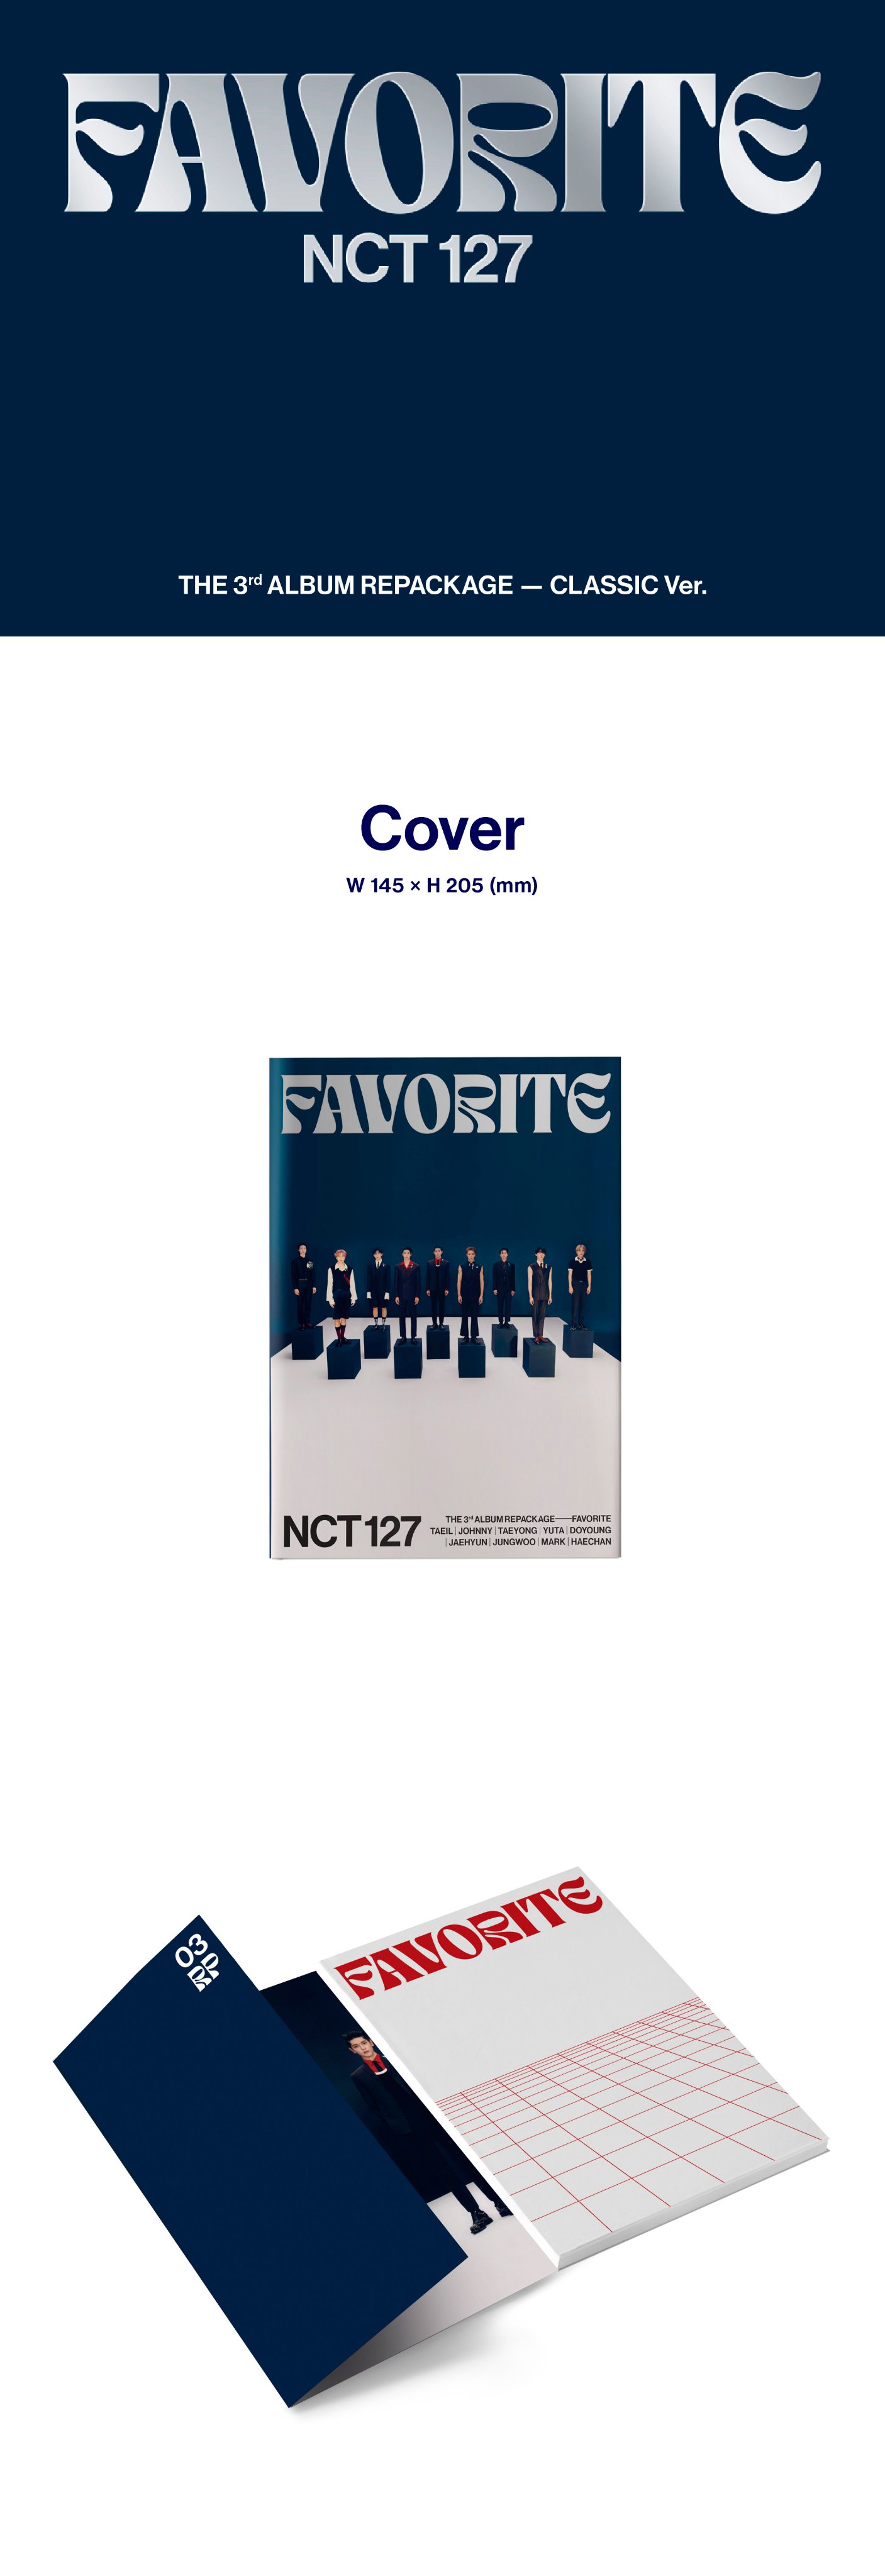 FAVORITE
NCT 127
THE 3rd ALBUM REPACKAGE — CLASSIC Ver.
Cover
W 145 × H 205 (mm)
FAVORITE
NCT 127
THE 3rd ALBUM REPACKAGE——FAVORITE
TAEIL | JOHNNY | TAEYONG | YUTA | DOYOUNG
| JAEHYUN | JUNGWOO | MARK | HAECHAN
03
RD
FAVORITE